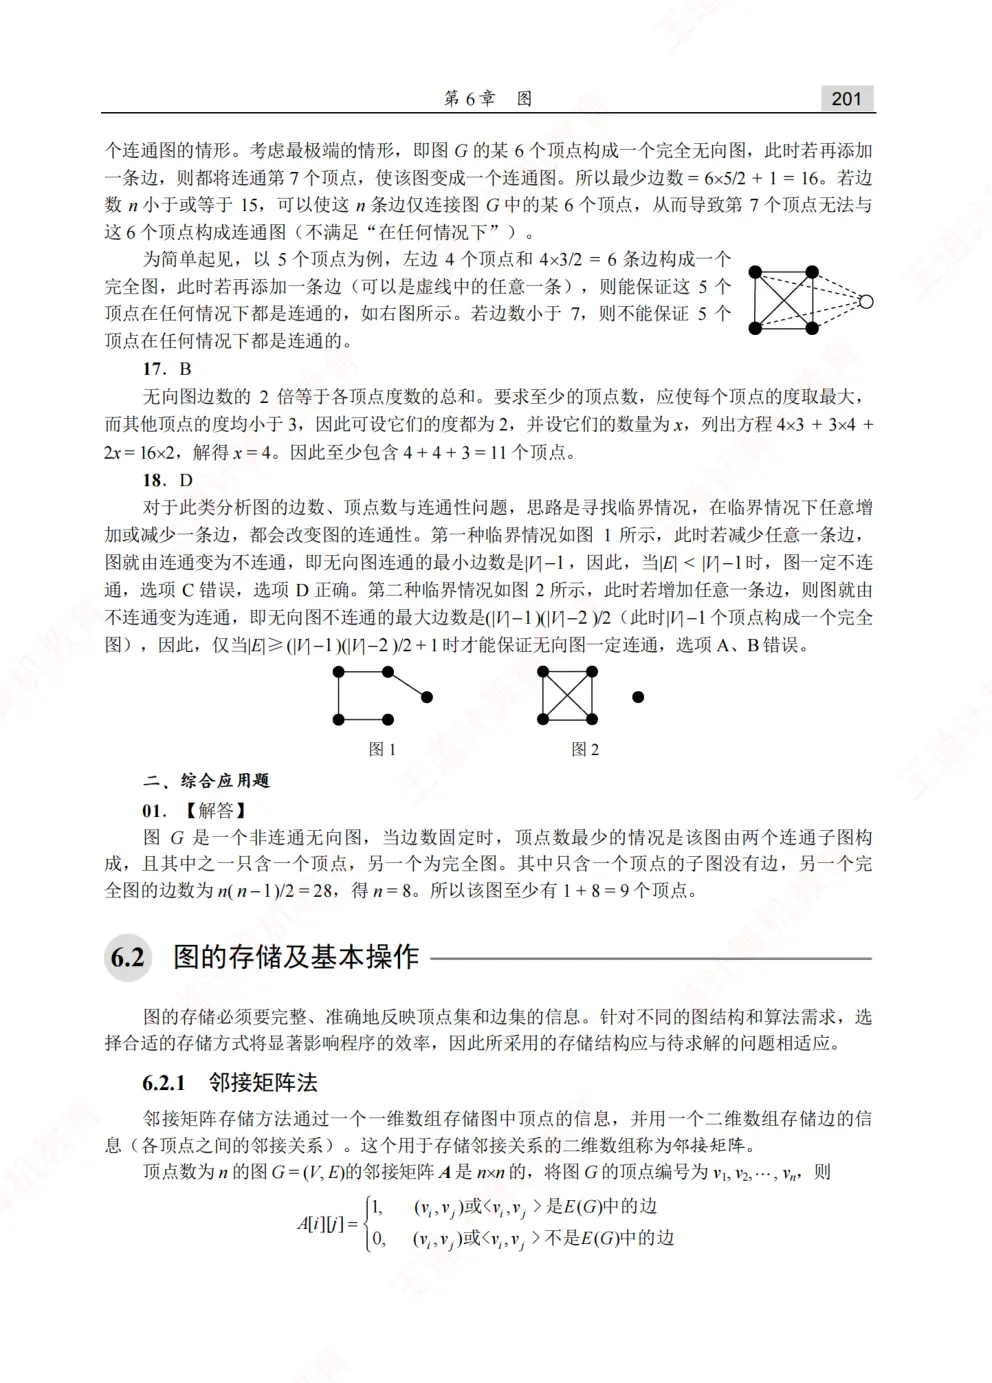 第 6 章 图 201
个连通图的情形。考虑最极端的情形，即图 G 的某 6 个顶点构成一个完全无向图，此时若再添加
一条边，则都将连通第 7 个顶点，使该图变成一个连通图。所以最少边数 = 6×5/2 + 1 = 16。若边
数 n 小于或等于 15，可以使这 n 条边仅连接图 G 中的某 6 个顶点，从而导致第 7 个顶点无法与
这 6 个顶点构成连通图（不满足“在任何情况下”）。
为简单起见，以 5 个顶点为例，左边 4 个顶点和 4×3/2 = 6 条边构成一个
完全图，此时若再添加一条边（可以是虚线中的任意一条），则能保证这 5 个
顶点在任何情况下都是连通的，如右图所示。若边数小于 7，则不能保证 5 个
顶点在任何情况下都是连通的。
17. B
无向图边数的 2 倍等于各顶点度数的总和。要求至少的顶点数，应使每个顶点的度取最大，
而其他顶点的度均小于 3，因此可设它们的度都为 2，并设它们的数量为 x，列出方程 4×3 + 3×4 +
2x = 16×2，解得 x = 4。因此至少包含 4 + 4 + 3 = 11 个顶点。
18. D
对于此类分析图的边数、顶点数与连通性问题，思路是寻找临界情况，在临界情况下任意增
加或减少一条边，都会改变图的连通性。第一种临界情况如图 1 所示，此时若减少任意一条边，
图就由连通变为不连通，即无向图连通的最小边数是|V|−1，因此，当|E| < |V|−1时，图一定不连
通，选项 C 错误，选项 D 正确。第二种临界情况如图 2 所示，此时若增加任意一条边，则图就由
不连通变为连通，即无向图不连通的最大边数是(|V|−1)(|V|−2)/2（此时|V|−1个顶点构成一个完全
图），因此，仅当|E|≥(|V|−1)(|V|−2)/2+1时才能保证无向图一定连通，选项 A、B 错误。
图 1 图 2
二、综合应用题
01. 【解答】
图 G 是一个非连通无向图，当边数固定时，顶点数最少的情况是该图由两个连通子图构
成，且其中之一只含一个顶点，另一个为完全图。其中只含一个顶点的子图没有边，另一个完
全图的边数为 n(n−1)/2 = 28，得 n = 8。所以该图至少有 1 + 8 = 9 个顶点。
6.2 图的存储及基本操作
图的存储必须要完整、准确地反映顶点集和边集的信息。针对不同的图结构和算法需求，选
择合适的存储方式将显著影响程序的效率，因此所采用的存储结构应与待求解的问题相适应。
6.2.1 邻接矩阵法
邻接矩阵存储方法通过一个一维数组存储图中顶点的信息，并用一个二维数组存储边的信
息（各顶点之间的邻接关系）。这个用于存储邻接关系的二维数组称为邻接矩阵。
顶点数为 n 的图 G = (V, E)的邻接矩阵 A 是 n×n 的，将图 G 的顶点编号为 v₁, v₂, ⋯, vₙ，则
1, (vᵢ, vⱼ)或<vᵢ, vⱼ>是E(G)中的边
A[i][j] =
0, (vᵢ, vⱼ)或<vᵢ, vⱼ>不是E(G)中的边